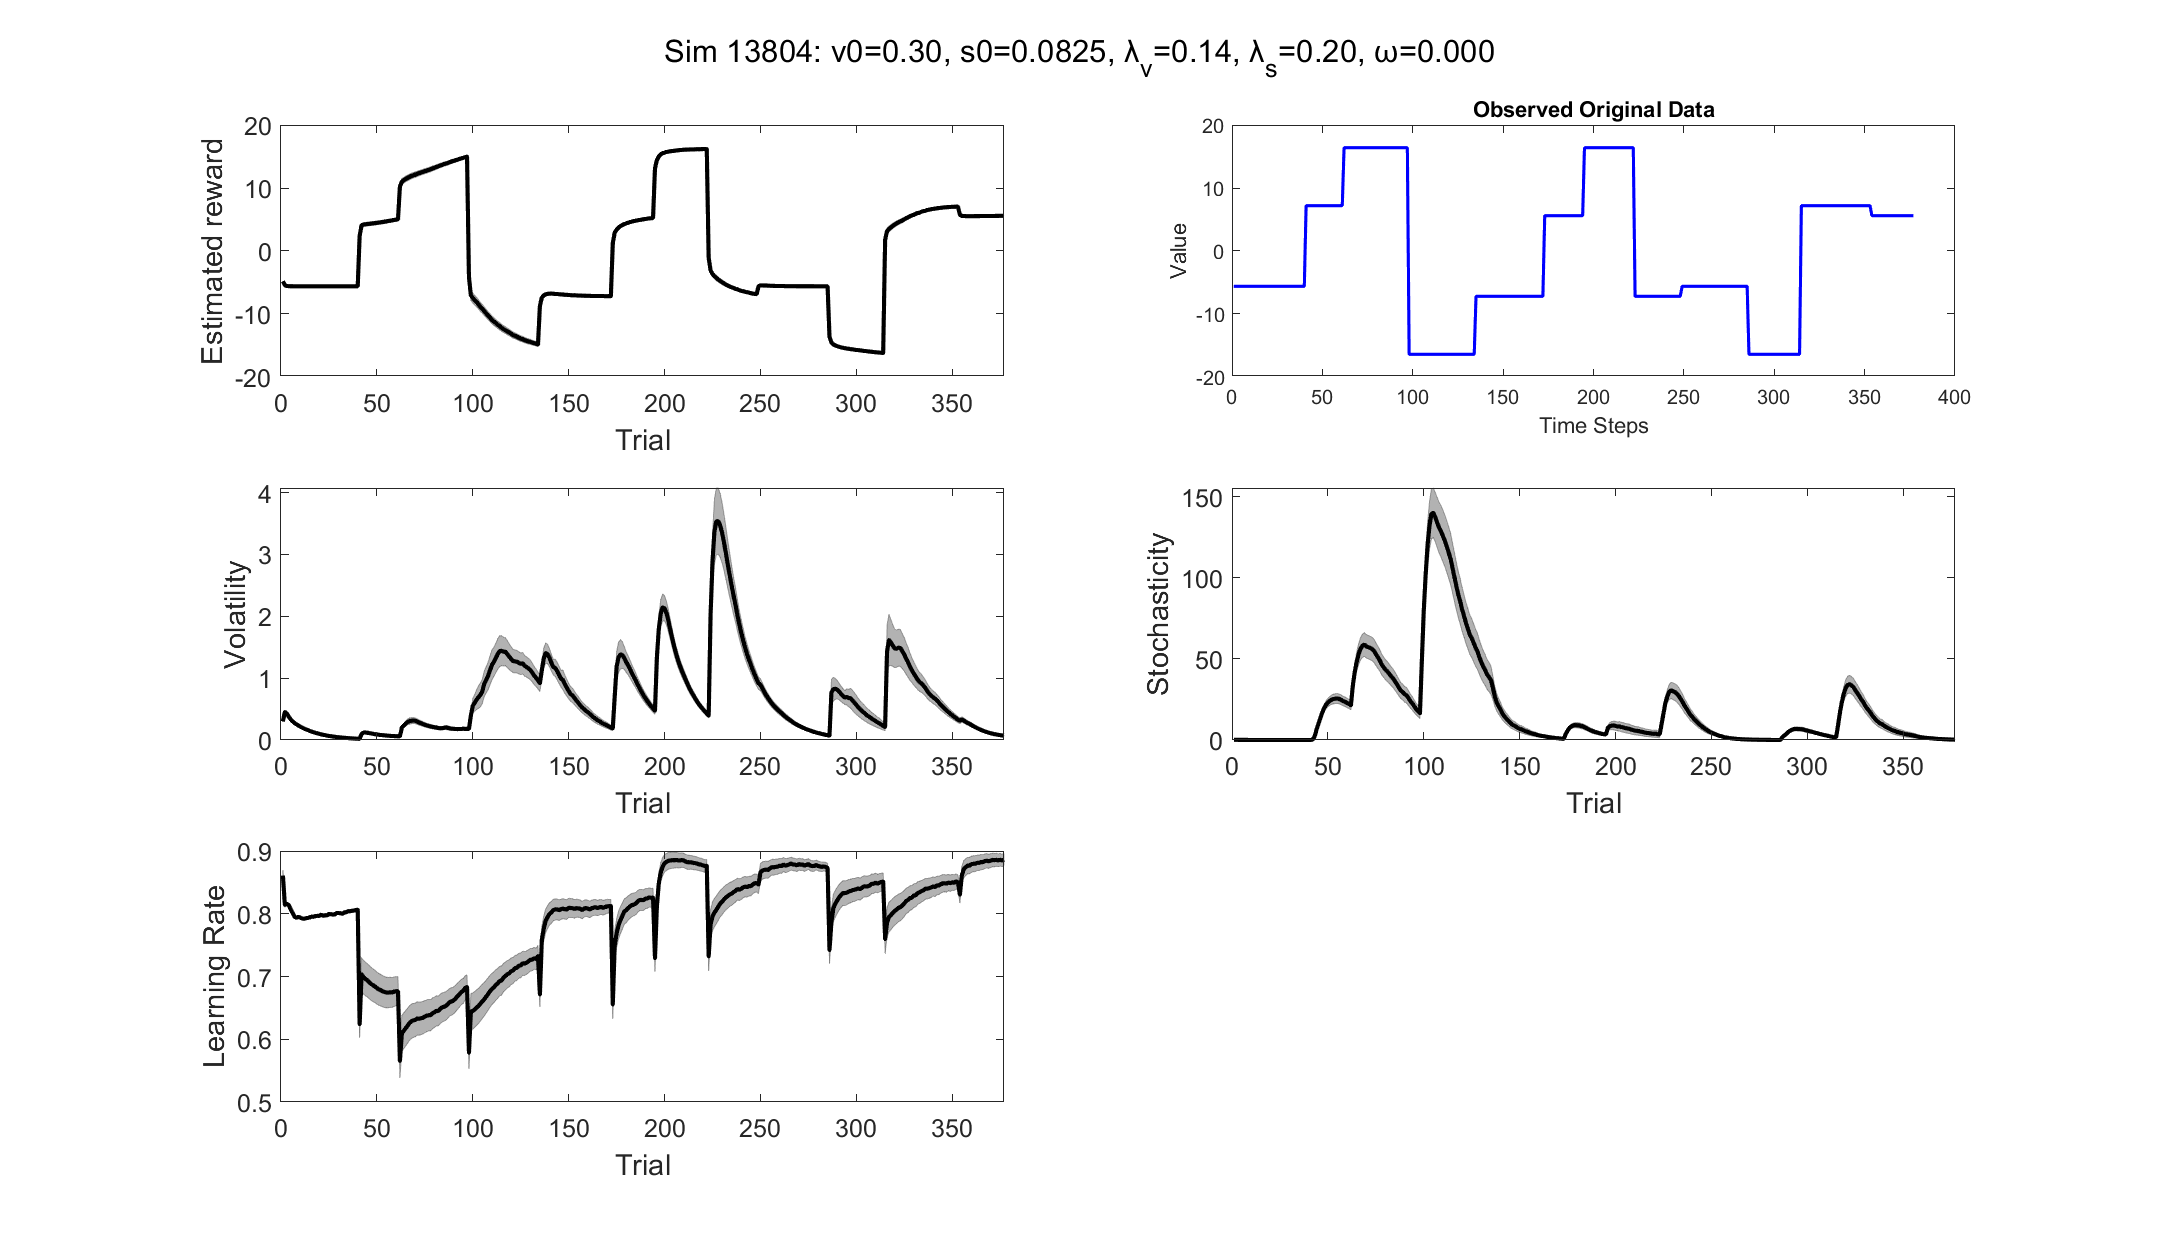 Sim 13804: v0=0.30, s0=0.0825, λv=0.14, λs=0.20, ω=0.000
Estimated reward
20
10
0
-10
-20
0 50 100 150 200 250 300 350
Trial
Observed Original Data
Value
20
10
0
-10
-20
0 50 100 150 200 250 300 350 400
Time Steps
Volatility
4
3
2
1
0
0 50 100 150 200 250 300 350
Trial
Stochasticity
150
100
50
0
0 50 100 150 200 250 300 350
Trial
Learning Rate
0.9
0.8
0.7
0.6
0.5
0 50 100 150 200 250 300 350
Trial